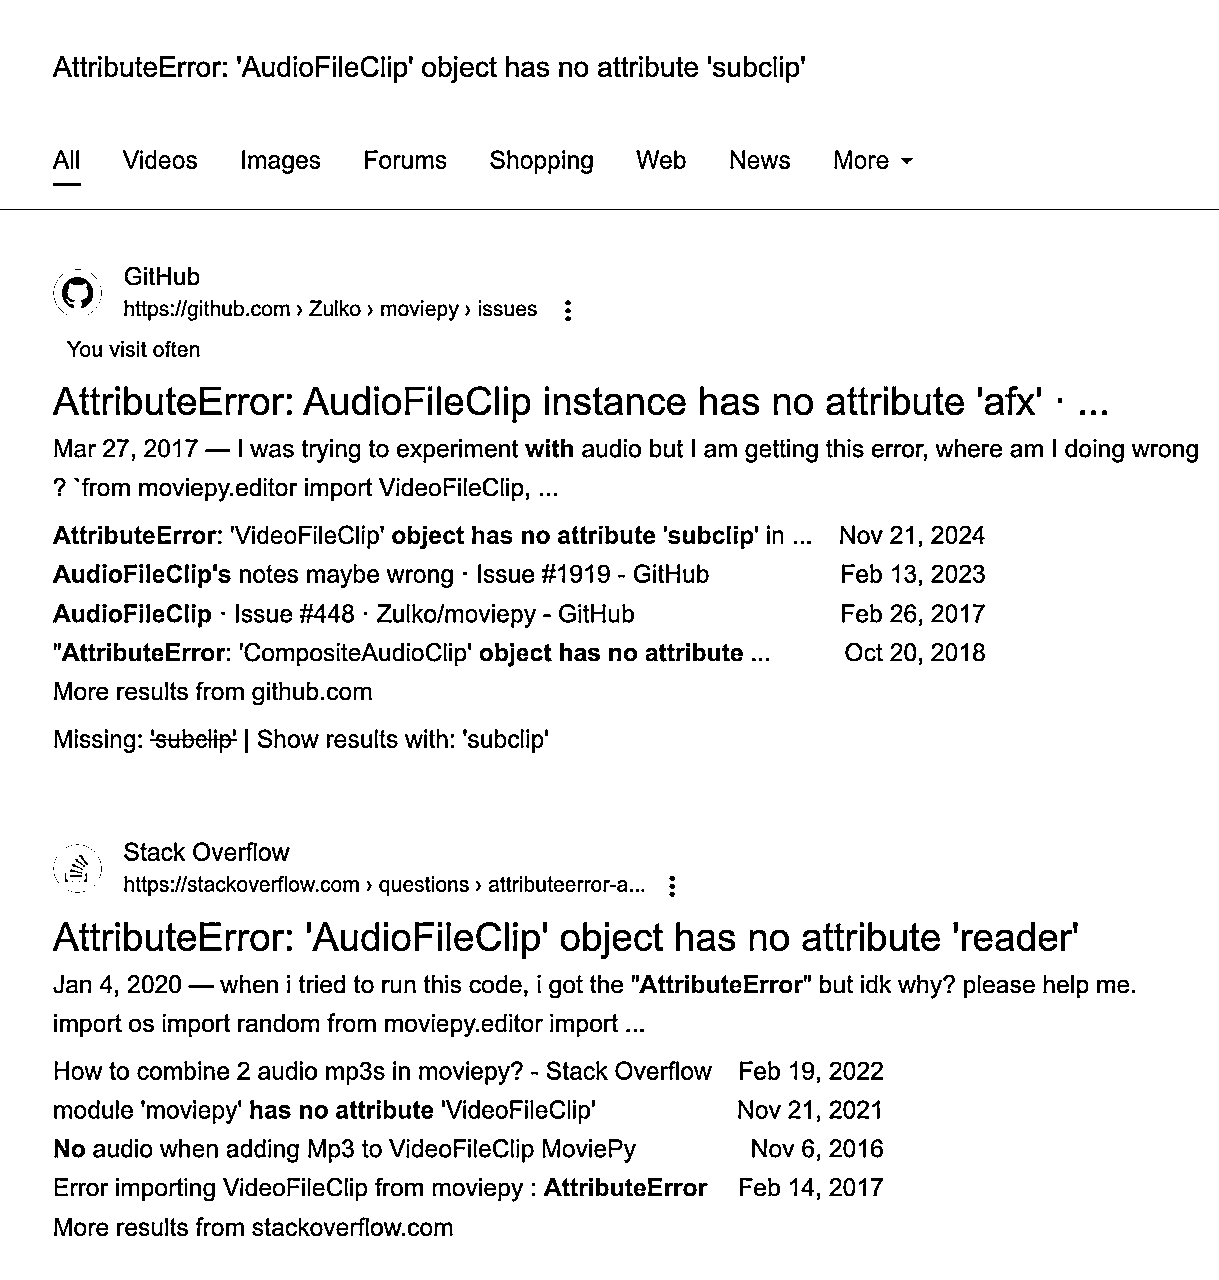 AttributeError: 'AudioFileClip' object has no attribute 'subclip'
All Videos Images Forums Shopping Web News More
GitHub
https://github.com › Zulko › moviepy › issues
You visit often
AttributeError: AudioFileClip instance has no attribute 'afx' · ...
Mar 27, 2017 — I was trying to experiment with audio but I am getting this error, where am I doing wrong
? `from moviepy.editor import VideoFileClip, ...
AttributeError: 'VideoFileClip' object has no attribute 'subclip' in ... Nov 21, 2024
AudioFileClip's notes maybe wrong · Issue #1919 - GitHub Feb 13, 2023
AudioFileClip · Issue #448 · Zulko/moviepy - GitHub Feb 26, 2017
"AttributeError: 'CompositeAudioClip' object has no attribute ... Oct 20, 2018
More results from github.com
Missing: 'subclip' | Show results with: 'subclip'
Stack Overflow
https://stackoverflow.com › questions › attributeerror-a...
AttributeError: 'AudioFileClip' object has no attribute 'reader'
Jan 4, 2020 — when i tried to run this code, i got the "AttributeError" but idk why? please help me.
import os import random from moviepy.editor import ...
How to combine 2 audio mp3s in moviepy? - Stack Overflow Feb 19, 2022
module 'moviepy' has no attribute 'VideoFileClip' Nov 21, 2021
No audio when adding Mp3 to VideoFileClip MoviePy Nov 6, 2016
Error importing VideoFileClip from moviepy : AttributeError Feb 14, 2017
More results from stackoverflow.com